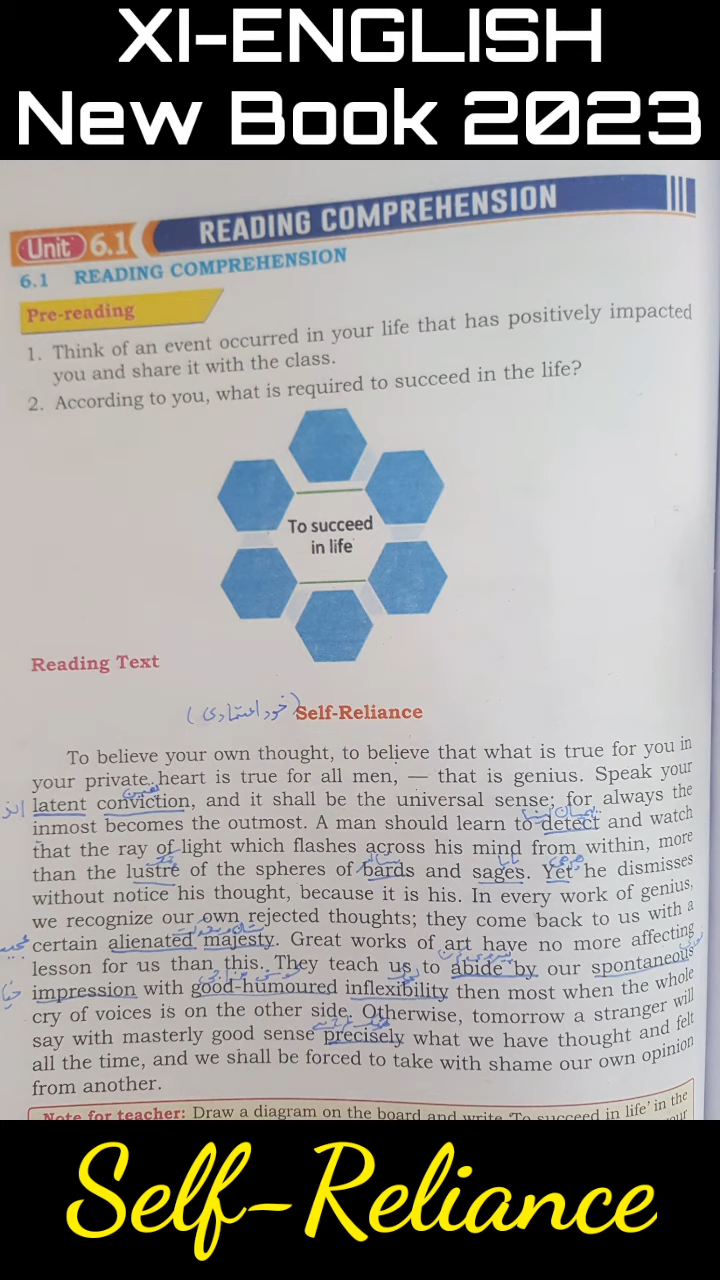 XI-ENGLISH
New Book 2023
Unit 6.1 READING COMPREHENSION
6.1 READING COMPREHENSION
Pre-reading
1. Think of an event occurred in your life that has positively impacted
you and share it with the class.
2. According to you, what is required to succeed in the life?
To succeed
in life
Reading Text
(خود اعتمادی) Self-Reliance
To believe your own thought, to believe that what is true for you in
your private heart is true for all men, — that is genius. Speak your
latent conviction, and it shall be the universal sense; for always the
inmost becomes the outmost. A man should learn to detect and watch
that the ray of light which flashes across his mind from within, more
than the lustre of the spheres of bards and sages. Yet he dismisses
without notice his thought, because it is his. In every work of genius,
we recognize our own rejected thoughts; they come back to us with a
certain alienated majesty. Great works of art have no more affecting
lesson for us than this. They teach us to abide by our spontaneous
impression with good-humoured inflexibility then most when the whole
cry of voices is on the other side. Otherwise, tomorrow a stranger will
say with masterly good sense precisely what we have thought and felt
all the time, and we shall be forced to take with shame our own opinion
from another.
Note for teacher: Draw a diagram on the board and write 'To succeed in life' in the
Self-Reliance